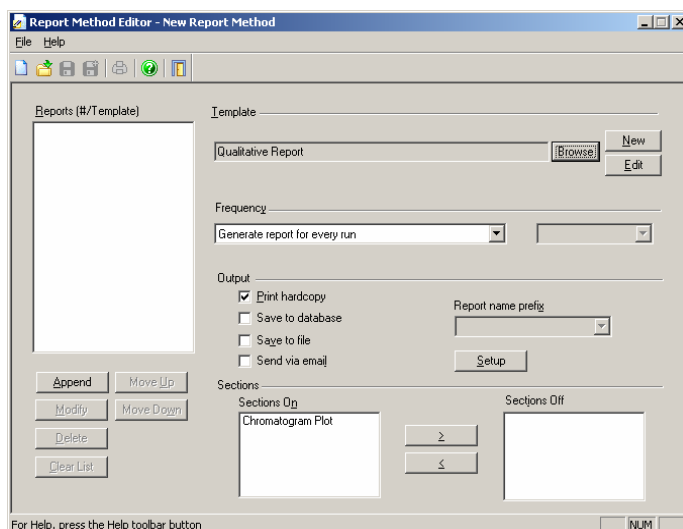 Report Method Editor - New Report Method
File Help
Reports (#/Template)
Template
Qualitative Report
Browse
New
Edit
Frequency
Generate report for every run
Output
Print hardcopy
Save to database
Save to file
Send via email
Report name prefix
Setup
Append
Move Up
Modify
Move Down
Delete
Clear List
Sections
Sections On
Chromatogram Plot
≥
≤
Sections Off
For Help, press the Help toolbar button
NUM